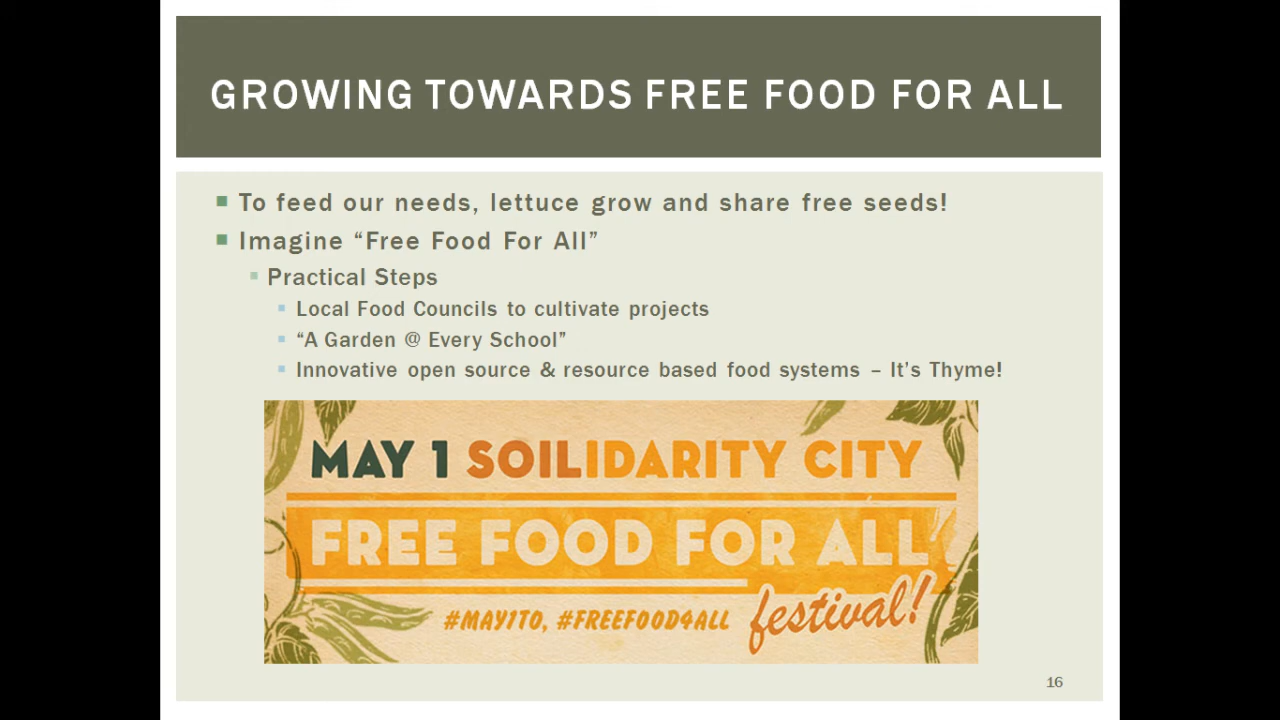 GROWING TOWARDS FREE FOOD FOR ALL
To feed our needs, lettuce grow and share free seeds!
Imagine “Free Food For All”
Practical Steps
Local Food Councils to cultivate projects
“A Garden @ Every School”
Innovative open source & resource based food systems – It’s Thyme!
MAY 1 SOILIDARITY CITY
FREE FOOD FOR ALL
festival!
#MAY1TO, #FREEFOOD4ALL
16